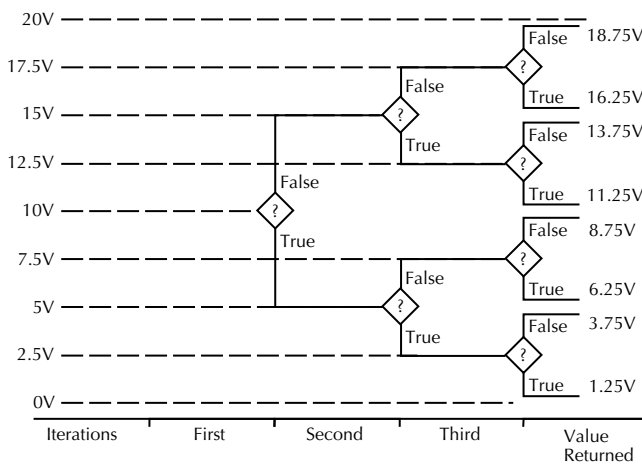 20V
False
18.75V
17.5V
?
False
True
16.25V
15V
?
False
13.75V
True
12.5V
?
False
True
11.25V
10V
?
True
False
8.75V
7.5V
?
False
True
6.25V
5V
?
False
3.75V
True
2.5V
?
True
1.25V
0V
Iterations First Second Third Value
Returned